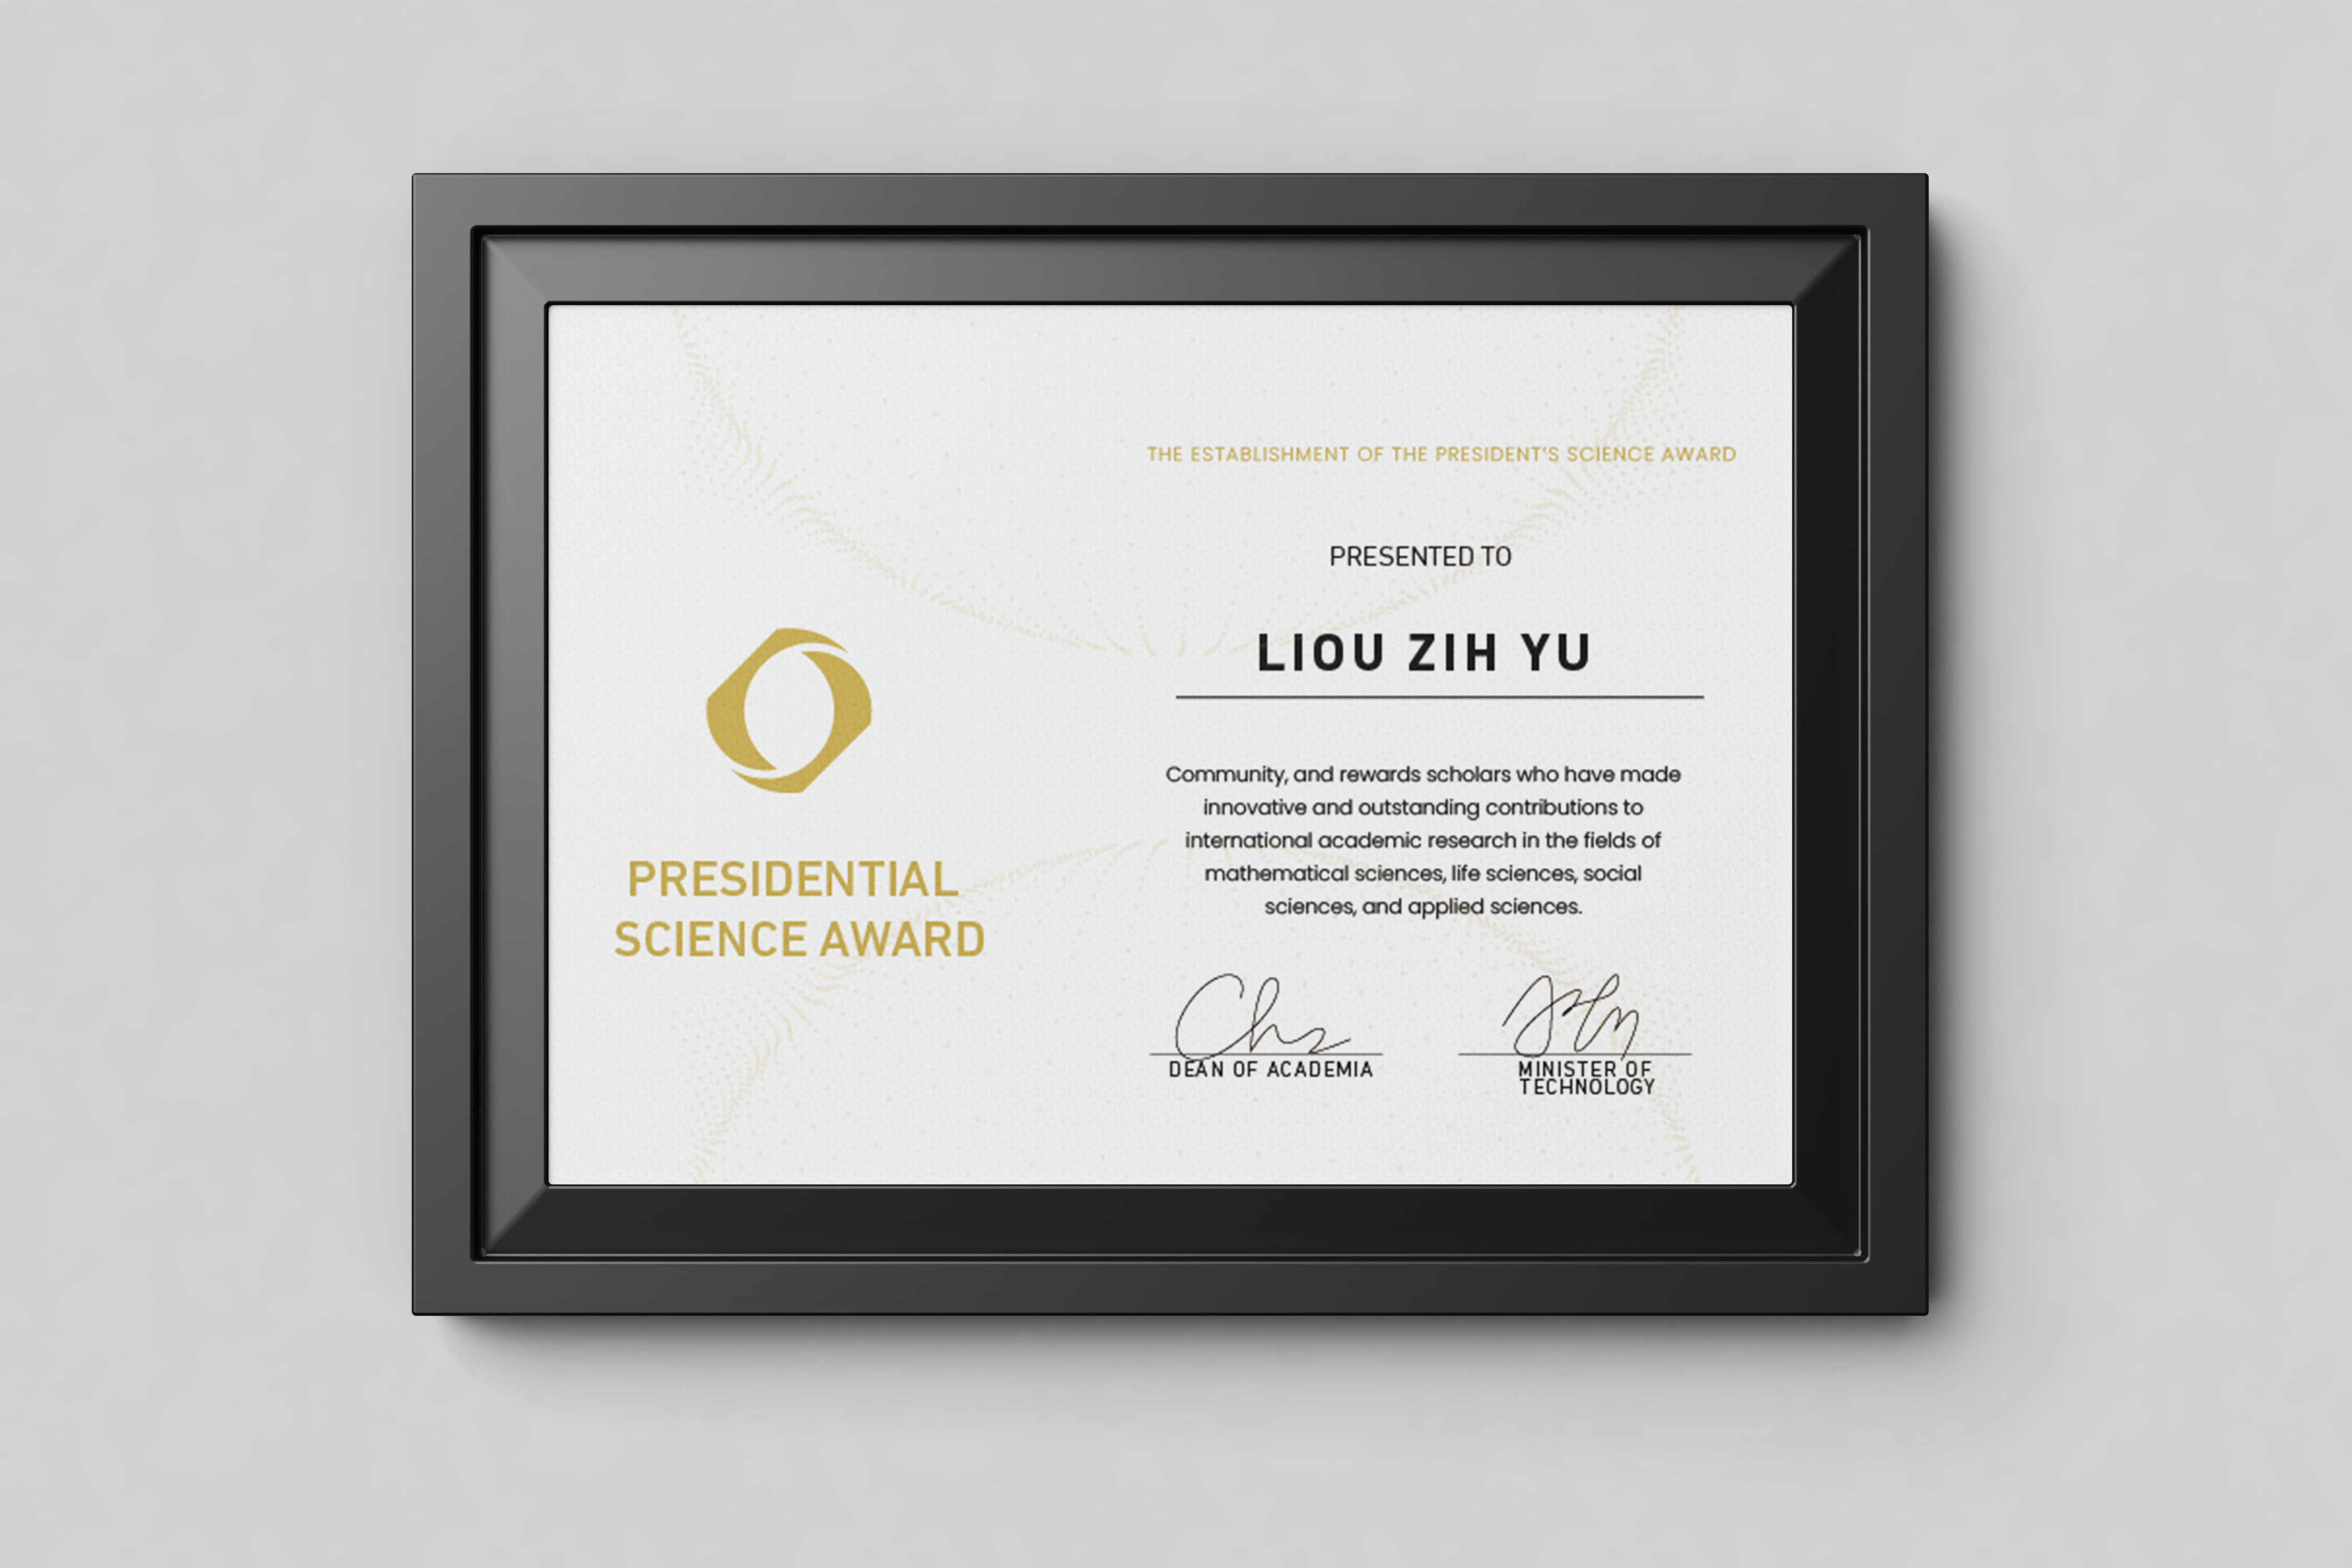 THE ESTABLISHMENT OF THE PRESIDENT'S SCIENCE AWARD
PRESENTED TO
LIOU ZIH YU
PRESIDENTIAL
SCIENCE AWARD
Community, and rewards scholars who have made
innovative and outstanding contributions to
international academic research in the fields of
mathematical sciences, life sciences, social
sciences, and applied sciences.
DEAN OF ACADEMIA
MINISTER OF
TECHNOLOGY